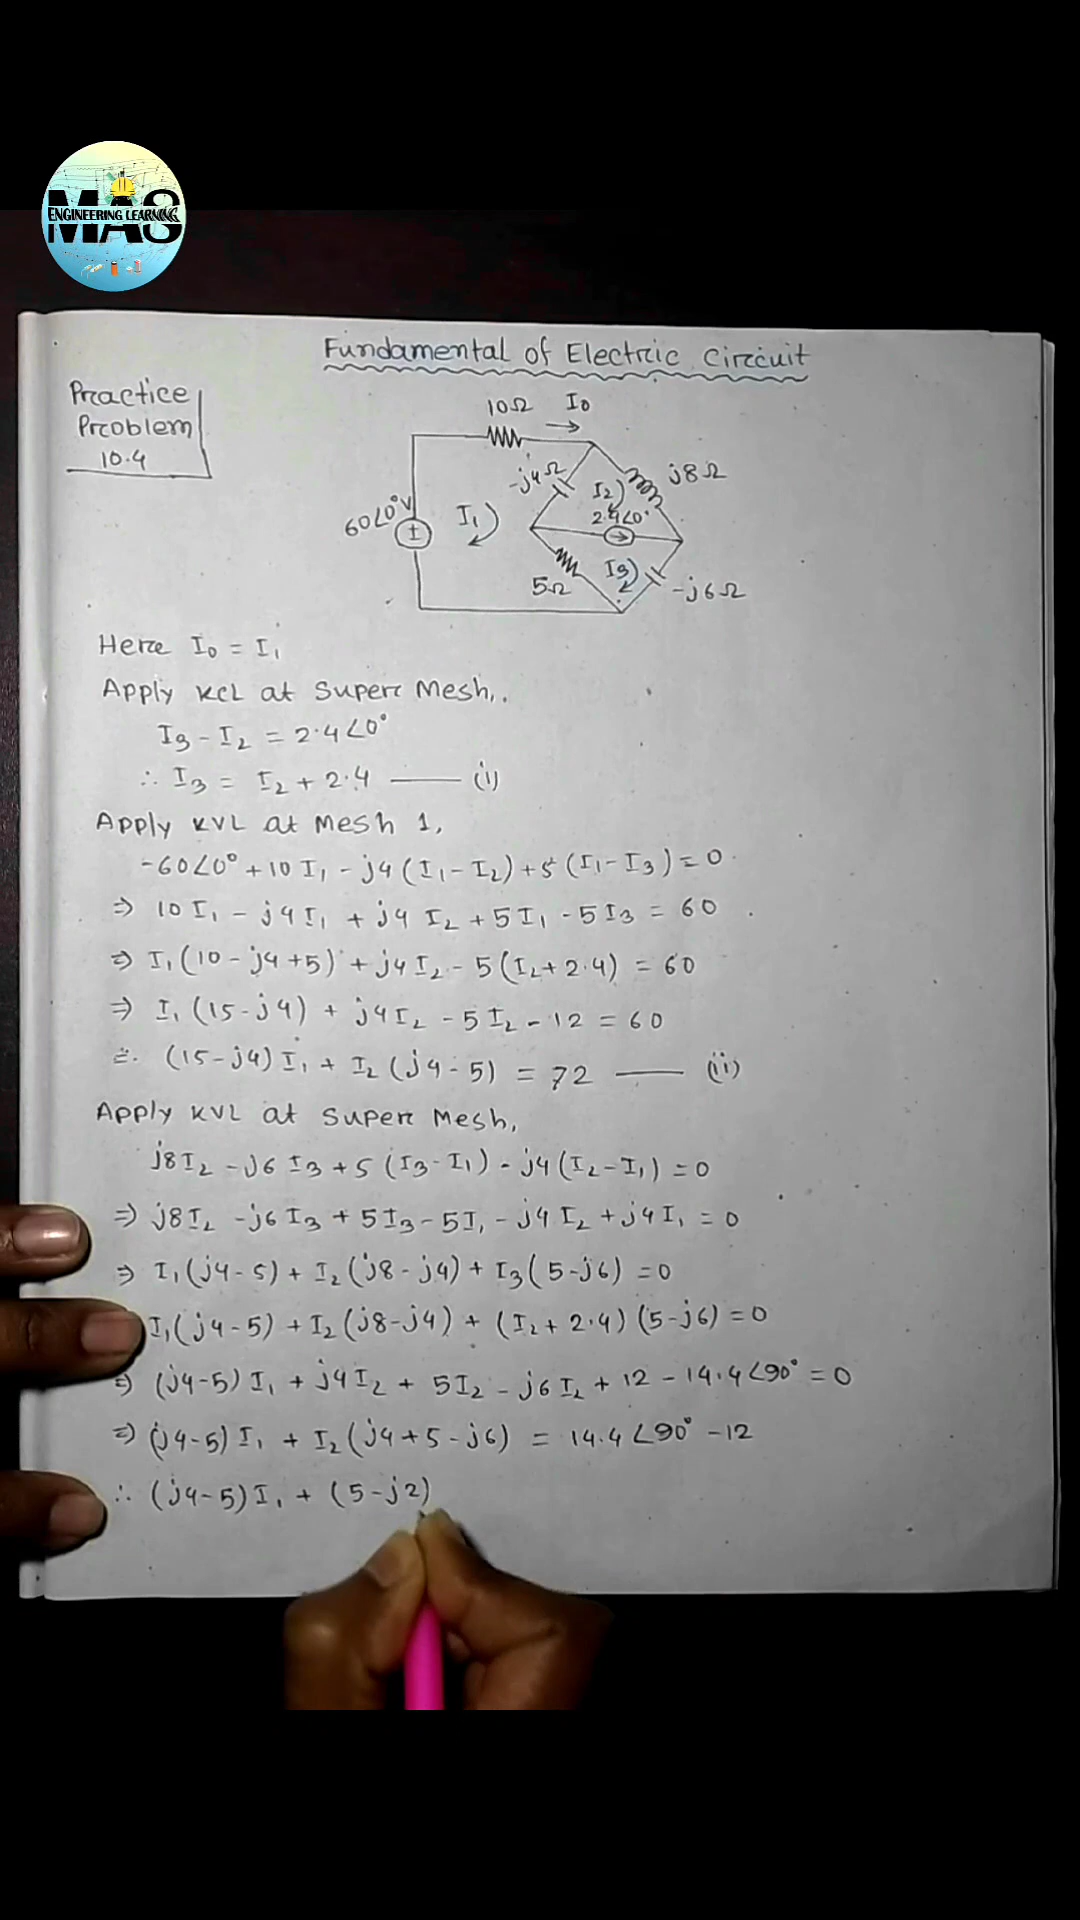 MAS
ENGINEERING LEARNING
Fundamental of Electric Circuit
Practice
Problem
10.4
10Ω I₀
-j4Ω
j8Ω
I₂
60∠0°V
I₁
2.4∠0°
5Ω
I₃
-j6Ω
Here I₀ = I₁
Apply KCL at Super Mesh,.
I₃ - I₂ = 2.4∠0°
∴ I₃ = I₂ + 2.4 —— (i)
Apply KVL at Mesh 1,
-60∠0° + 10 I₁ - j4 (I₁ - I₂) + 5 (I₁ - I₃) = 0
⇒ 10 I₁ - j4 I₁ + j4 I₂ + 5 I₁ - 5 I₃ = 60
⇒ I₁ (10 - j4 + 5) + j4 I₂ - 5 (I₂ + 2.4) = 60
⇒ I₁ (15 - j4) + j4 I₂ - 5 I₂ - 12 = 60
∴ (15 - j4) I₁ + I₂ (j4 - 5) = 72 —— (ii)
Apply KVL at Super Mesh,
j8 I₂ - j6 I₃ + 5 (I₃ - I₁) - j4 (I₂ - I₁) = 0
⇒ j8 I₂ - j6 I₃ + 5 I₃ - 5 I₁ - j4 I₂ + j4 I₁ = 0
⇒ I₁ (j4 - 5) + I₂ (j8 - j4) + I₃ (5 - j6) = 0
I₁ (j4 - 5) + I₂ (j8 - j4) + (I₂ + 2.4) (5 - j6) = 0
⇒ (j4 - 5) I₁ + j4 I₂ + 5 I₂ - j6 I₂ + 12 - 14.4∠90° = 0
⇒ (j4 - 5) I₁ + I₂ (j4 + 5 - j6) = 14.4∠90° - 12
∴ (j4 - 5) I₁ + (5 - j2)